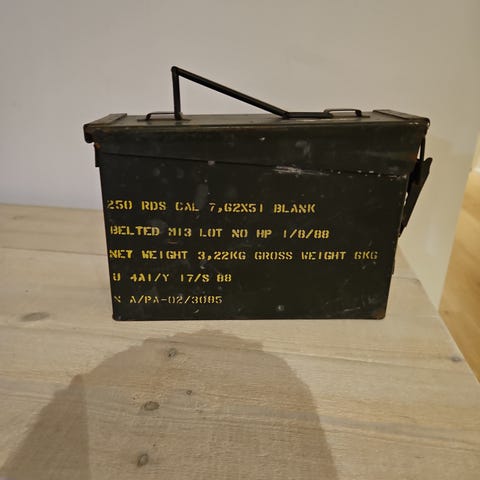 250 RDS CAL 7,62X51 BLANK
BELTED M13 LOT NO HP 1/8/88
NET WEIGHT 3,22KG GROSS WEIGHT 6KG
U 4A1/Y 17/S 88
N A/PA-02/3085